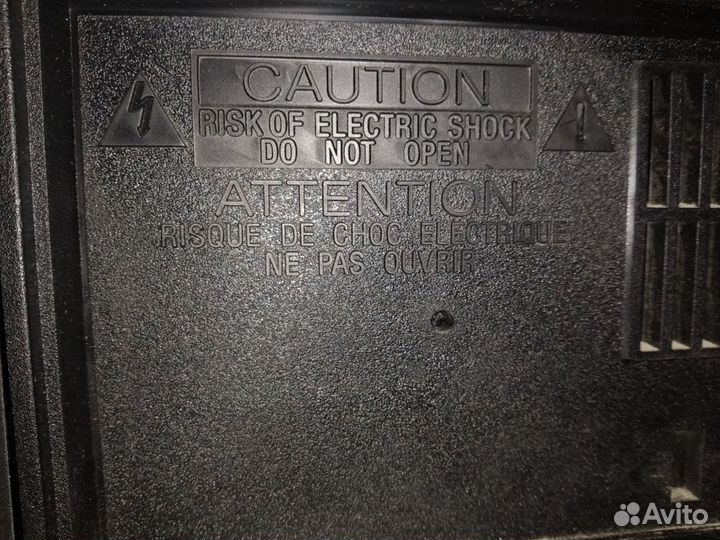 CAUTION
RISK OF ELECTRIC SHOCK
DO NOT OPEN
ATTENTION
RISQUE DE CHOC ELECTRIQUE
NE PAS OUVRIR
Avito